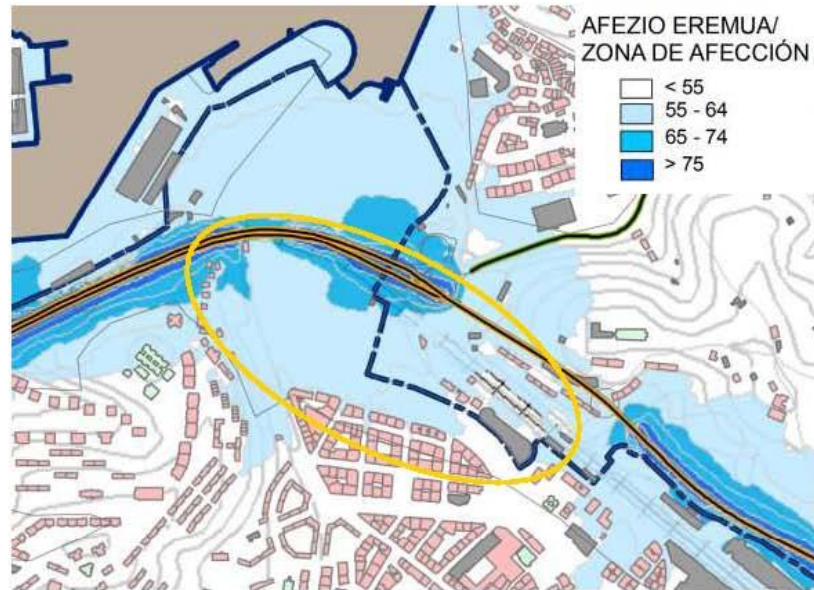 AFEZIO EREMUA/
ZONA DE AFECCIÓN
< 55
55 - 64
65 - 74
> 75